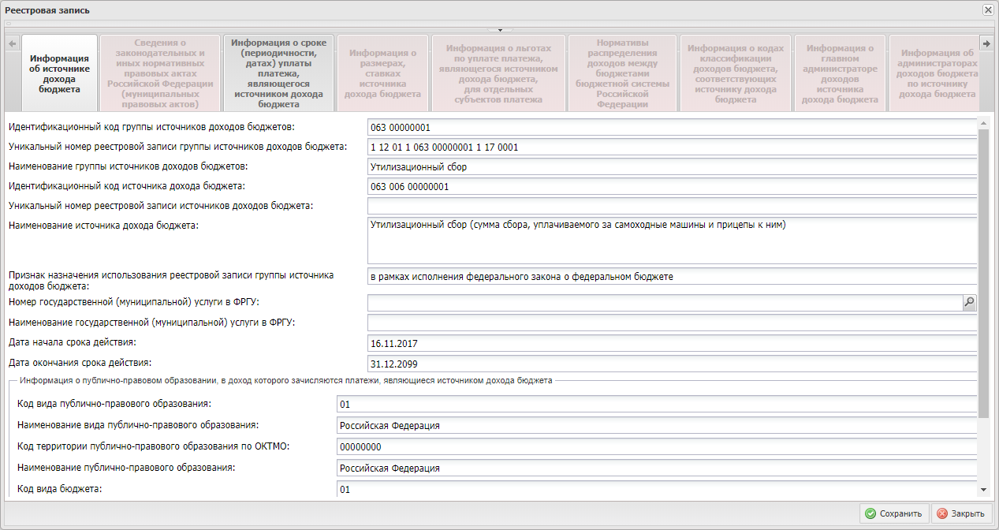 Реестровая запись
Информация
об источнике
дохода
бюджета
Сведения о
законодательных и
иных нормативных
правовых актах
Российской Федерации
(муниципальных
правовых актов)
Информация о сроке
(периодичности,
датах) уплаты
платежа,
являющегося
источником дохода
бюджета
Информация о
размерах,
ставках
источника
дохода бюджета
Информация о льготах
по уплате платежа,
являющегося источником
дохода бюджета,
для отдельных
субъектов платежа
Нормативы
распределения
доходов между
бюджетами
бюджетной системы
Российской
Федерации
Информация о кодах
классификации
доходов бюджета,
соответствующих
источнику дохода
бюджета
Информация о
главном
администраторе
доходов
источника
дохода бюджета
Информация об
администраторах
доходов бюджета
по источнику
дохода бюджета
Идентификационный код группы источников доходов бюджетов: 063 00000001
Уникальный номер реестровой записи группы источников доходов бюджета: 1 12 01 1 063 00000001 1 17 0001
Наименование группы источников доходов бюджетов: Утилизационный сбор
Идентификационный код источника дохода бюджета: 063 006 00000001
Уникальный номер реестровой записи источников доходов бюджета:
Наименование источника дохода бюджета: Утилизационный сбор (сумма сбора, уплачиваемого за самоходные машины и прицепы к ним)
Признак назначения использования реестровой записи группы источника
доходов бюджета: в рамках исполнения федерального закона о федеральном бюджете
Номер государственной (муниципальной) услуги в ФРГУ:
Наименование государственной (муниципальной) услуги в ФРГУ:
Дата начала срока действия: 16.11.2017
Дата окончания срока действия: 31.12.2099
Информация о публично-правовом образовании, в доход которого зачисляются платежи, являющиеся источником дохода бюджета
Код вида публично-правового образования: 01
Наименование вида публично-правового образования: Российская Федерация
Код территории публично-правового образования по ОКТМО: 00000000
Наименование публично-правового образования: Российская Федерация
Код вида бюджета: 01
Сохранить
Закрыть